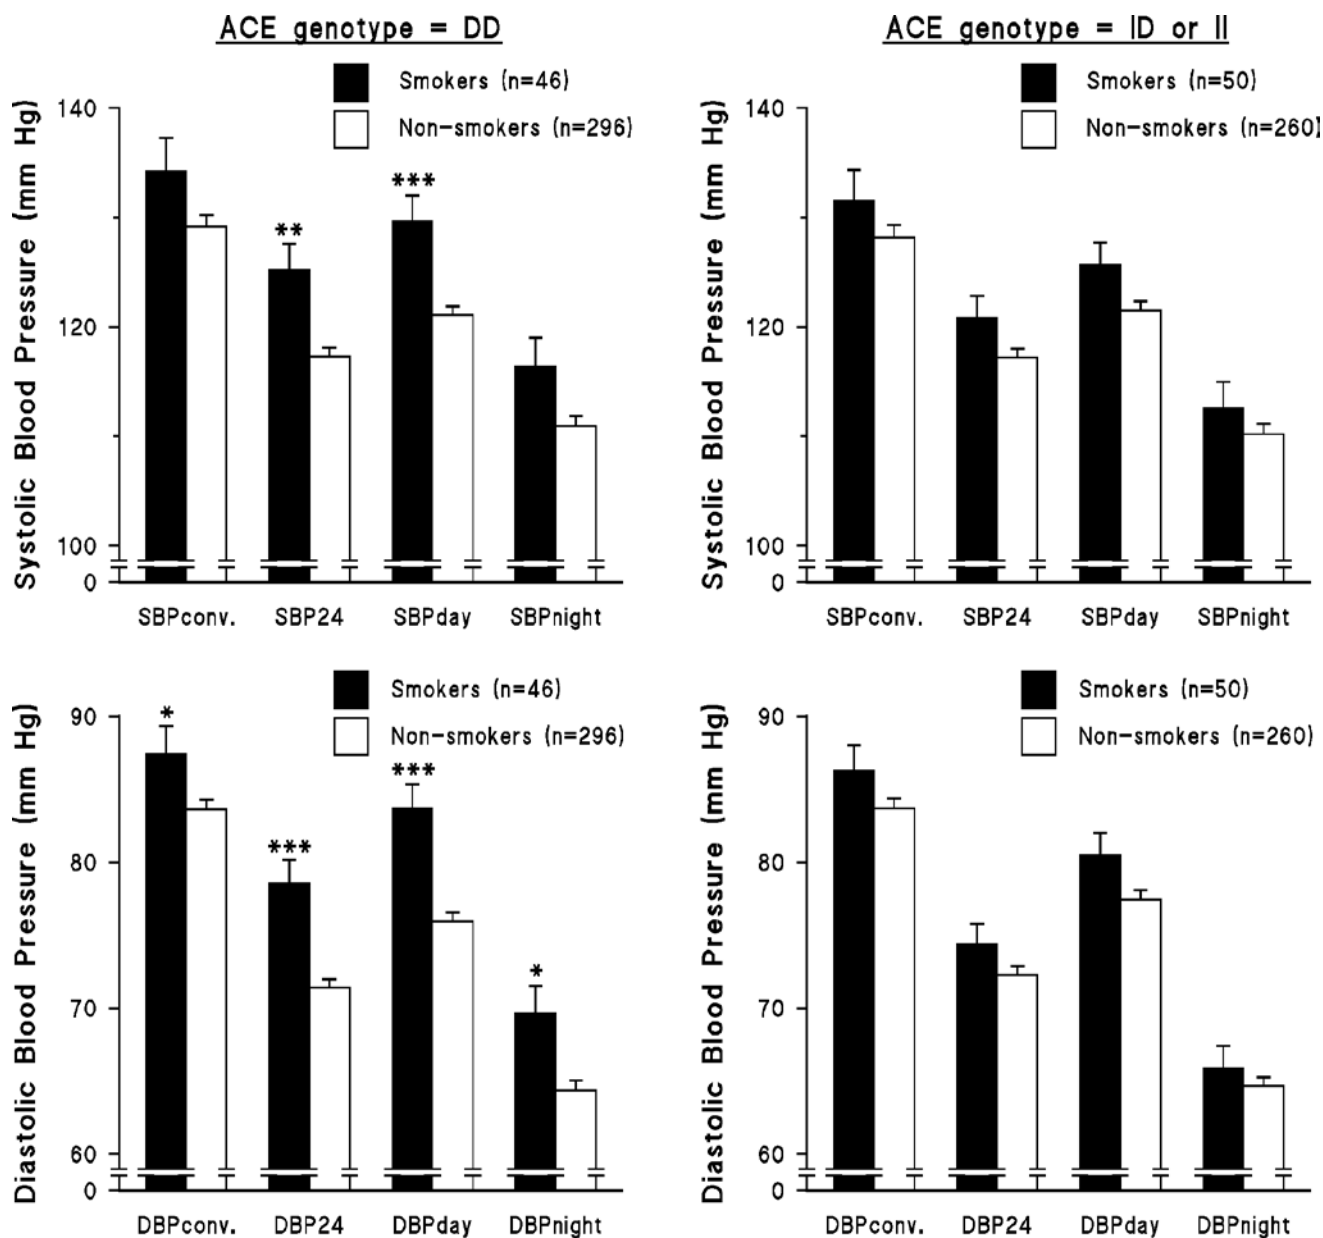 ACE genotype = DD
Smokers (n=46)
Non-smokers (n=296)
Systolic Blood Pressure (mm Hg)
140
120
100
0
**
***
SBPconv. SBP24 SBPday SBPnight
ACE genotype = ID or II
Smokers (n=50)
Non-smokers (n=260)
Systolic Blood Pressure (mm Hg)
140
120
100
0
SBPconv. SBP24 SBPday SBPnight
Smokers (n=46)
Non-smokers (n=296)
Diastolic Blood Pressure (mm Hg)
90
80
70
60
0
*
***
***
*
DBPconv. DBP24 DBPday DBPnight
Smokers (n=50)
Non-smokers (n=260)
Diastolic Blood Pressure (mm Hg)
90
80
70
60
0
DBPconv. DBP24 DBPday DBPnight